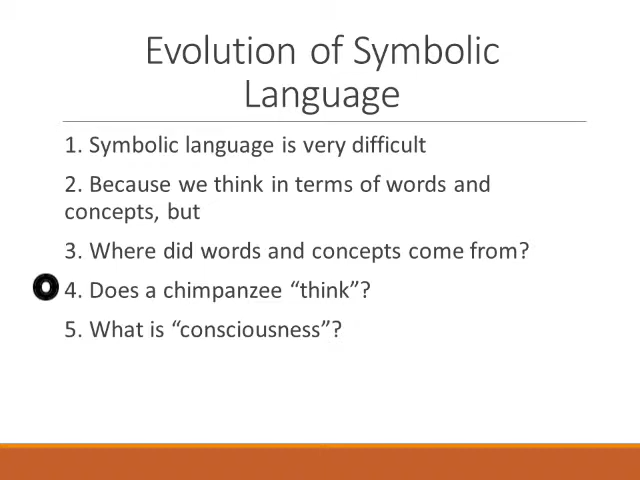 Evolution of Symbolic
Language
1. Symbolic language is very difficult
2. Because we think in terms of words and
concepts, but
3. Where did words and concepts come from?
4. Does a chimpanzee “think”?
5. What is “consciousness”?